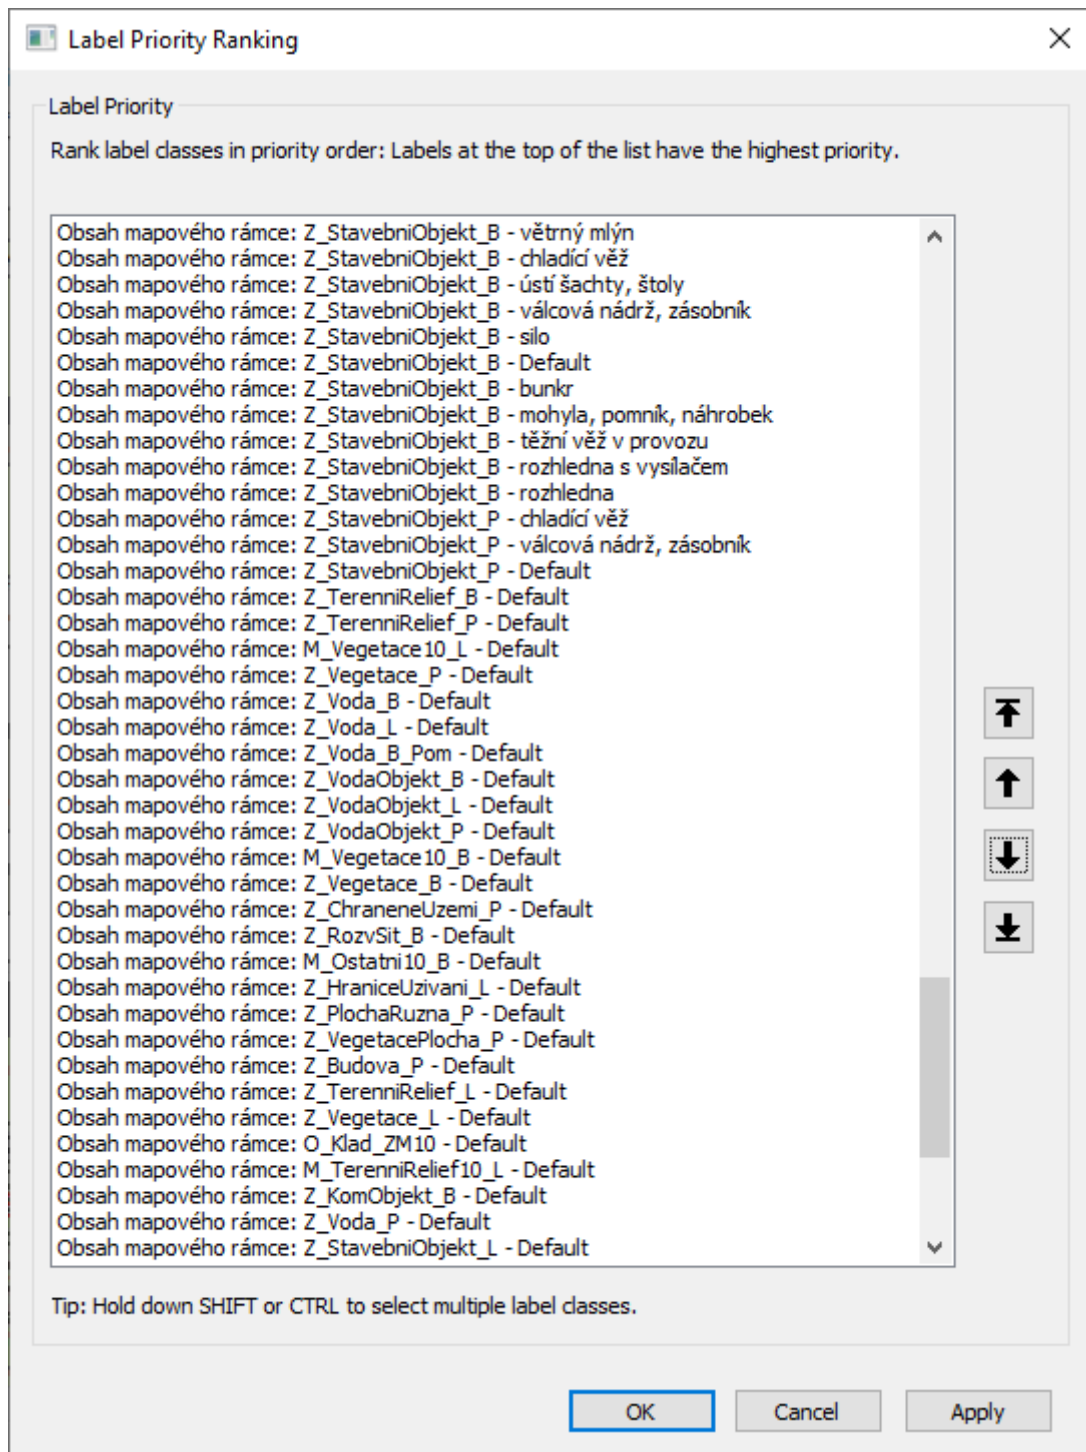 Label Priority Ranking
Label Priority
Rank label classes in priority order: Labels at the top of the list have the highest priority.
Obsah mapového rámce: Z_StavebniObjekt_B - větrný mlýn
Obsah mapového rámce: Z_StavebniObjekt_B - chladící věž
Obsah mapového rámce: Z_StavebniObjekt_B - ústí šachty, štoly
Obsah mapového rámce: Z_StavebniObjekt_B - válcová nádrž, zásobník
Obsah mapového rámce: Z_StavebniObjekt_B - silo
Obsah mapového rámce: Z_StavebniObjekt_B - Default
Obsah mapového rámce: Z_StavebniObjekt_B - bunkr
Obsah mapového rámce: Z_StavebniObjekt_B - mohyla, pomník, náhrobek
Obsah mapového rámce: Z_StavebniObjekt_B - těžní věž v provozu
Obsah mapového rámce: Z_StavebniObjekt_B - rozhledna s vysílačem
Obsah mapového rámce: Z_StavebniObjekt_B - rozhledna
Obsah mapového rámce: Z_StavebniObjekt_P - chladící věž
Obsah mapového rámce: Z_StavebniObjekt_P - válcová nádrž, zásobník
Obsah mapového rámce: Z_StavebniObjekt_P - Default
Obsah mapového rámce: Z_TerenniRelief_B - Default
Obsah mapového rámce: Z_TerenniRelief_P - Default
Obsah mapového rámce: M_Vegetace10_L - Default
Obsah mapového rámce: Z_Vegetace_P - Default
Obsah mapového rámce: Z_Voda_B - Default
Obsah mapového rámce: Z_Voda_L - Default
Obsah mapového rámce: Z_Voda_B_Pom - Default
Obsah mapového rámce: Z_VodaObjekt_B - Default
Obsah mapového rámce: Z_VodaObjekt_L - Default
Obsah mapového rámce: Z_VodaObjekt_P - Default
Obsah mapového rámce: M_Vegetace10_B - Default
Obsah mapového rámce: Z_Vegetace_B - Default
Obsah mapového rámce: Z_ChraneneUzemi_P - Default
Obsah mapového rámce: Z_RozvSit_B - Default
Obsah mapového rámce: M_Ostatni10_B - Default
Obsah mapového rámce: Z_HraniceUzivani_L - Default
Obsah mapového rámce: Z_PlochaRuzna_P - Default
Obsah mapového rámce: Z_VegetacePlocha_P - Default
Obsah mapového rámce: Z_Budova_P - Default
Obsah mapového rámce: Z_TerenniRelief_L - Default
Obsah mapového rámce: Z_Vegetace_L - Default
Obsah mapového rámce: O_Klad_ZM10 - Default
Obsah mapového rámce: M_TerenniRelief10_L - Default
Obsah mapového rámce: Z_KomObjekt_B - Default
Obsah mapového rámce: Z_Voda_P - Default
Obsah mapového rámce: Z_StavebniObjekt_L - Default
Tip: Hold down SHIFT or CTRL to select multiple label classes.
OK
Cancel
Apply